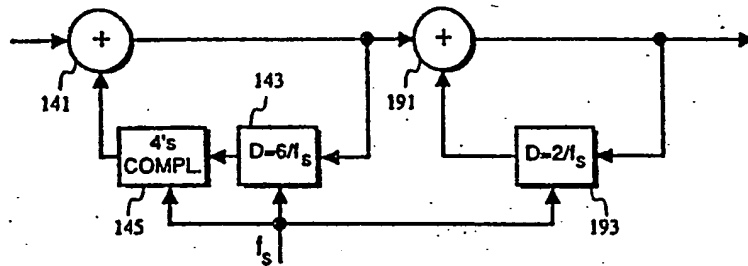 +
+
141
191
143
4's
COMPL.
D=6/fs
D=2/fs
145
193
fs